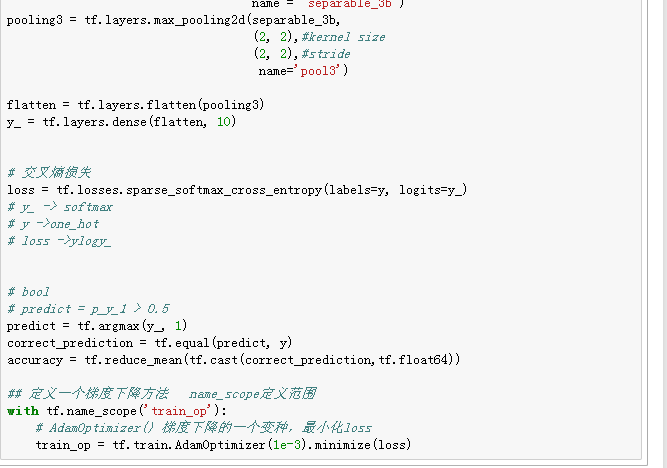 name = 'separable_3b')
pooling3 = tf.layers.max_pooling2d(separable_3b,
(2, 2),#kernel size
(2, 2),#stride
name='pool3')
flatten = tf.layers.flatten(pooling3)
y_ = tf.layers.dense(flatten, 10)
# 交叉熵损失
loss = tf.losses.sparse_softmax_cross_entropy(labels=y, logits=y_)
# y_ -> softmax
# y ->one_hot
# loss ->ylogy_
# bool
# predict = p_y_1 > 0.5
predict = tf.argmax(y_, 1)
correct_prediction = tf.equal(predict, y)
accuracy = tf.reduce_mean(tf.cast(correct_prediction,tf.float64))
## 定义一个梯度下降方法   name_scope定义范围
with tf.name_scope('train_op'):
# AdamOptimizer() 梯度下降的一个变种，最小化loss
train_op = tf.train.AdamOptimizer(1e-3).minimize(loss)